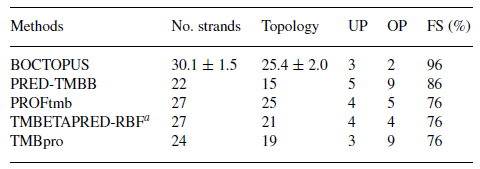 Methods No. strands Topology UP OP FS (%)
BOCTOPUS 30.1 ± 1.5 25.4 ± 2.0 3 2 96
PRED-TMBB 22 15 5 9 86
PROFtmb 27 25 4 5 76
TMBETAPRED-RBFa 27 21 4 4 76
TMBpro 24 19 3 9 76